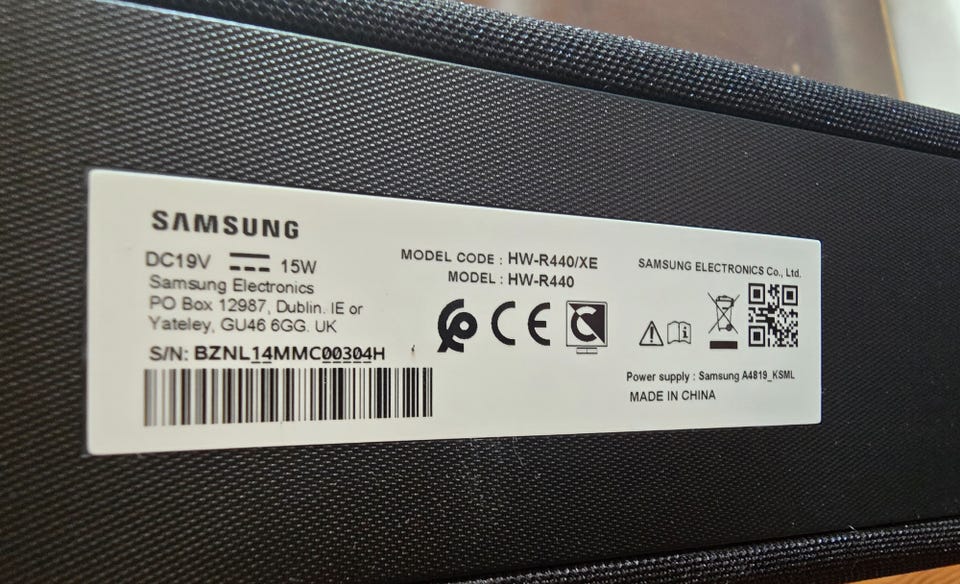 SAMSUNG
DC19V 15W
Samsung Electronics
PO Box 12987, Dublin. IE or
Yateley, GU46 6GG. UK
S/N: BZNL14MMC00304H
MODEL CODE : HW-R440/XE
MODEL : HW-R440
CE
SAMSUNG ELECTRONICS Co., Ltd.
Power supply : Samsung A4819_KSML
MADE IN CHINA